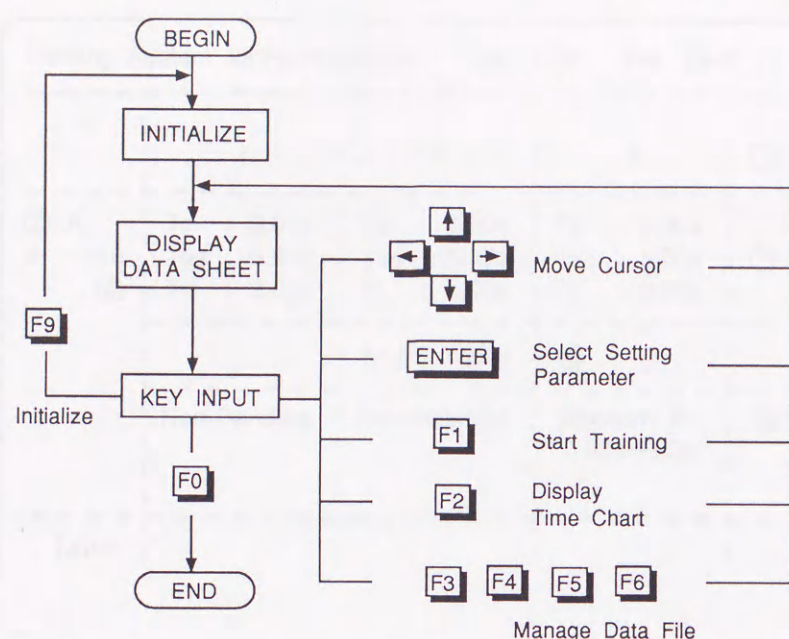 BEGIN
INITIALIZE
DISPLAY
DATA SHEET
Move Cursor
F9
ENTER
Select Setting
Parameter
Initialize
KEY INPUT
F1
Start Training
F0
F2
Display
Time Chart
END
F3 F4 F5 F6
Manage Data File